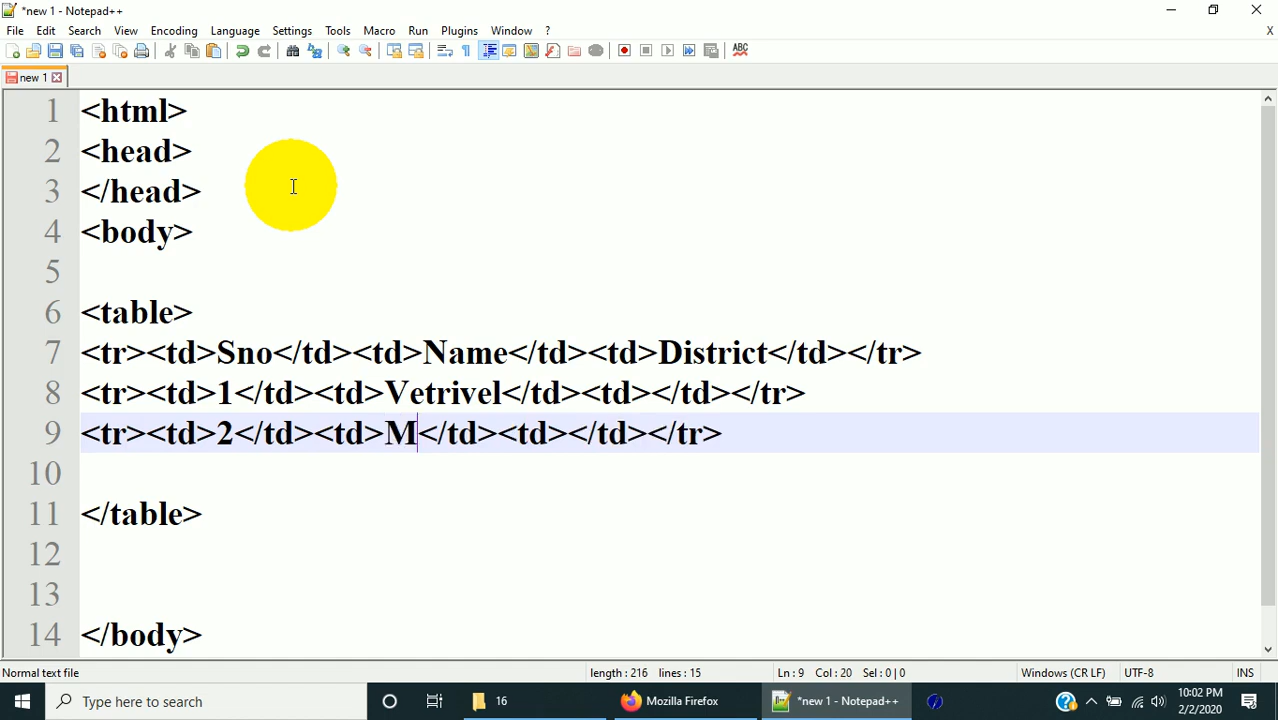 *new 1 - Notepad++
File Edit Search View Encoding Language Settings Tools Macro Run Plugins Window ? X
ABC
new 1
1 <html>
2 <head>
3 </head>
4 <body>
5
6 <table>
7 <tr><td>Sno</td><td>Name</td><td>District</td></tr>
8 <tr><td>1</td><td>Vetrivel</td><td></td></tr>
9 <tr><td>2</td><td>M</td><td></td></tr>
10
11 </table>
12
13
14 </body>
Normal text file length : 216 lines : 15 Ln : 9 Col : 20 Sel : 0 | 0 Windows (CR LF) UTF-8 INS
Type here to search 16 Mozilla Firefox *new 1 - Notepad++ 10:02 PM
2/2/2020